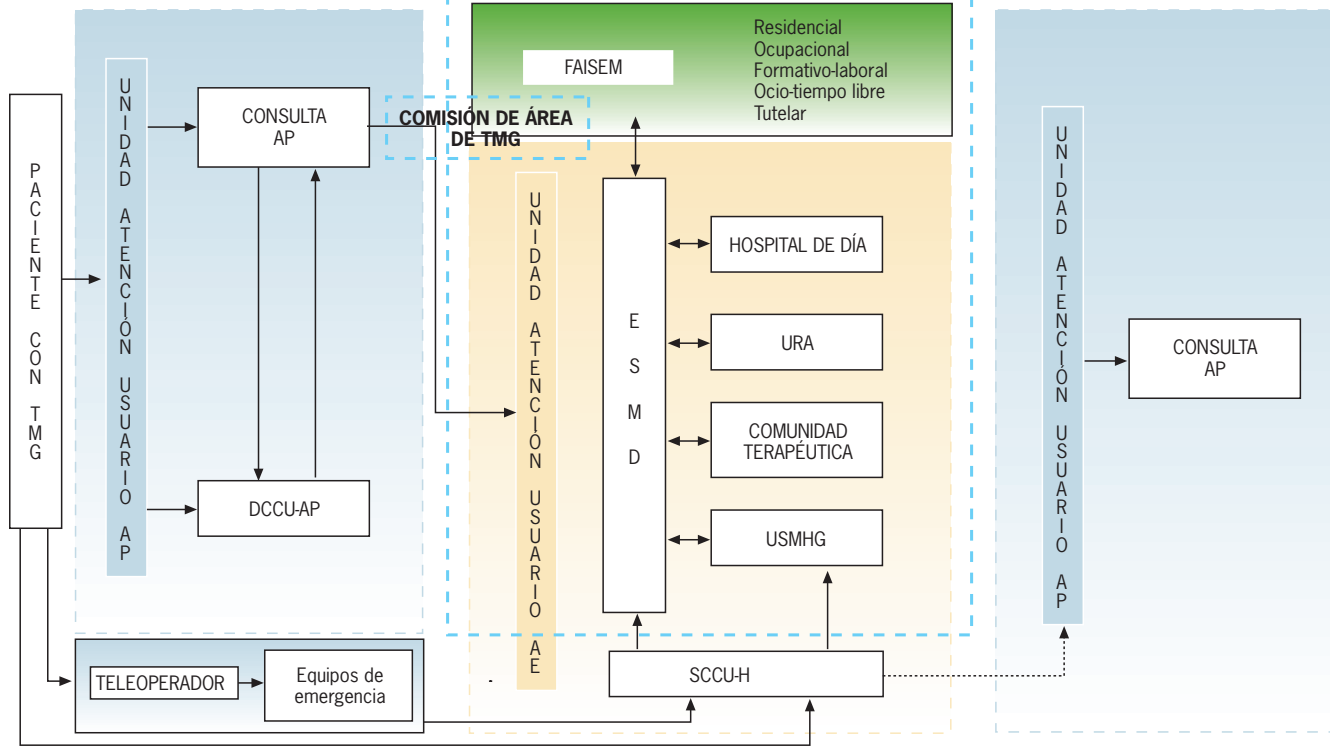 PACIENTE CON TMG
UNIDAD ATENCIÓN USUARIO AP
CONSULTA
AP
DCCU-AP
TELEOPERADOR
Equipos de
emergencia
COMISIÓN DE ÁREA
DE TMG
FAISEM
Residencial
Ocupacional
Formativo-laboral
Ocio-tiempo libre
Tutelar
UNIDAD ATENCIÓN USUARIO AE
ESMD
HOSPITAL DE DÍA
URA
COMUNIDAD
TERAPÉUTICA
USMHG
SCCU-H
UNIDAD ATENCIÓN USUARIO AP
CONSULTA
AP